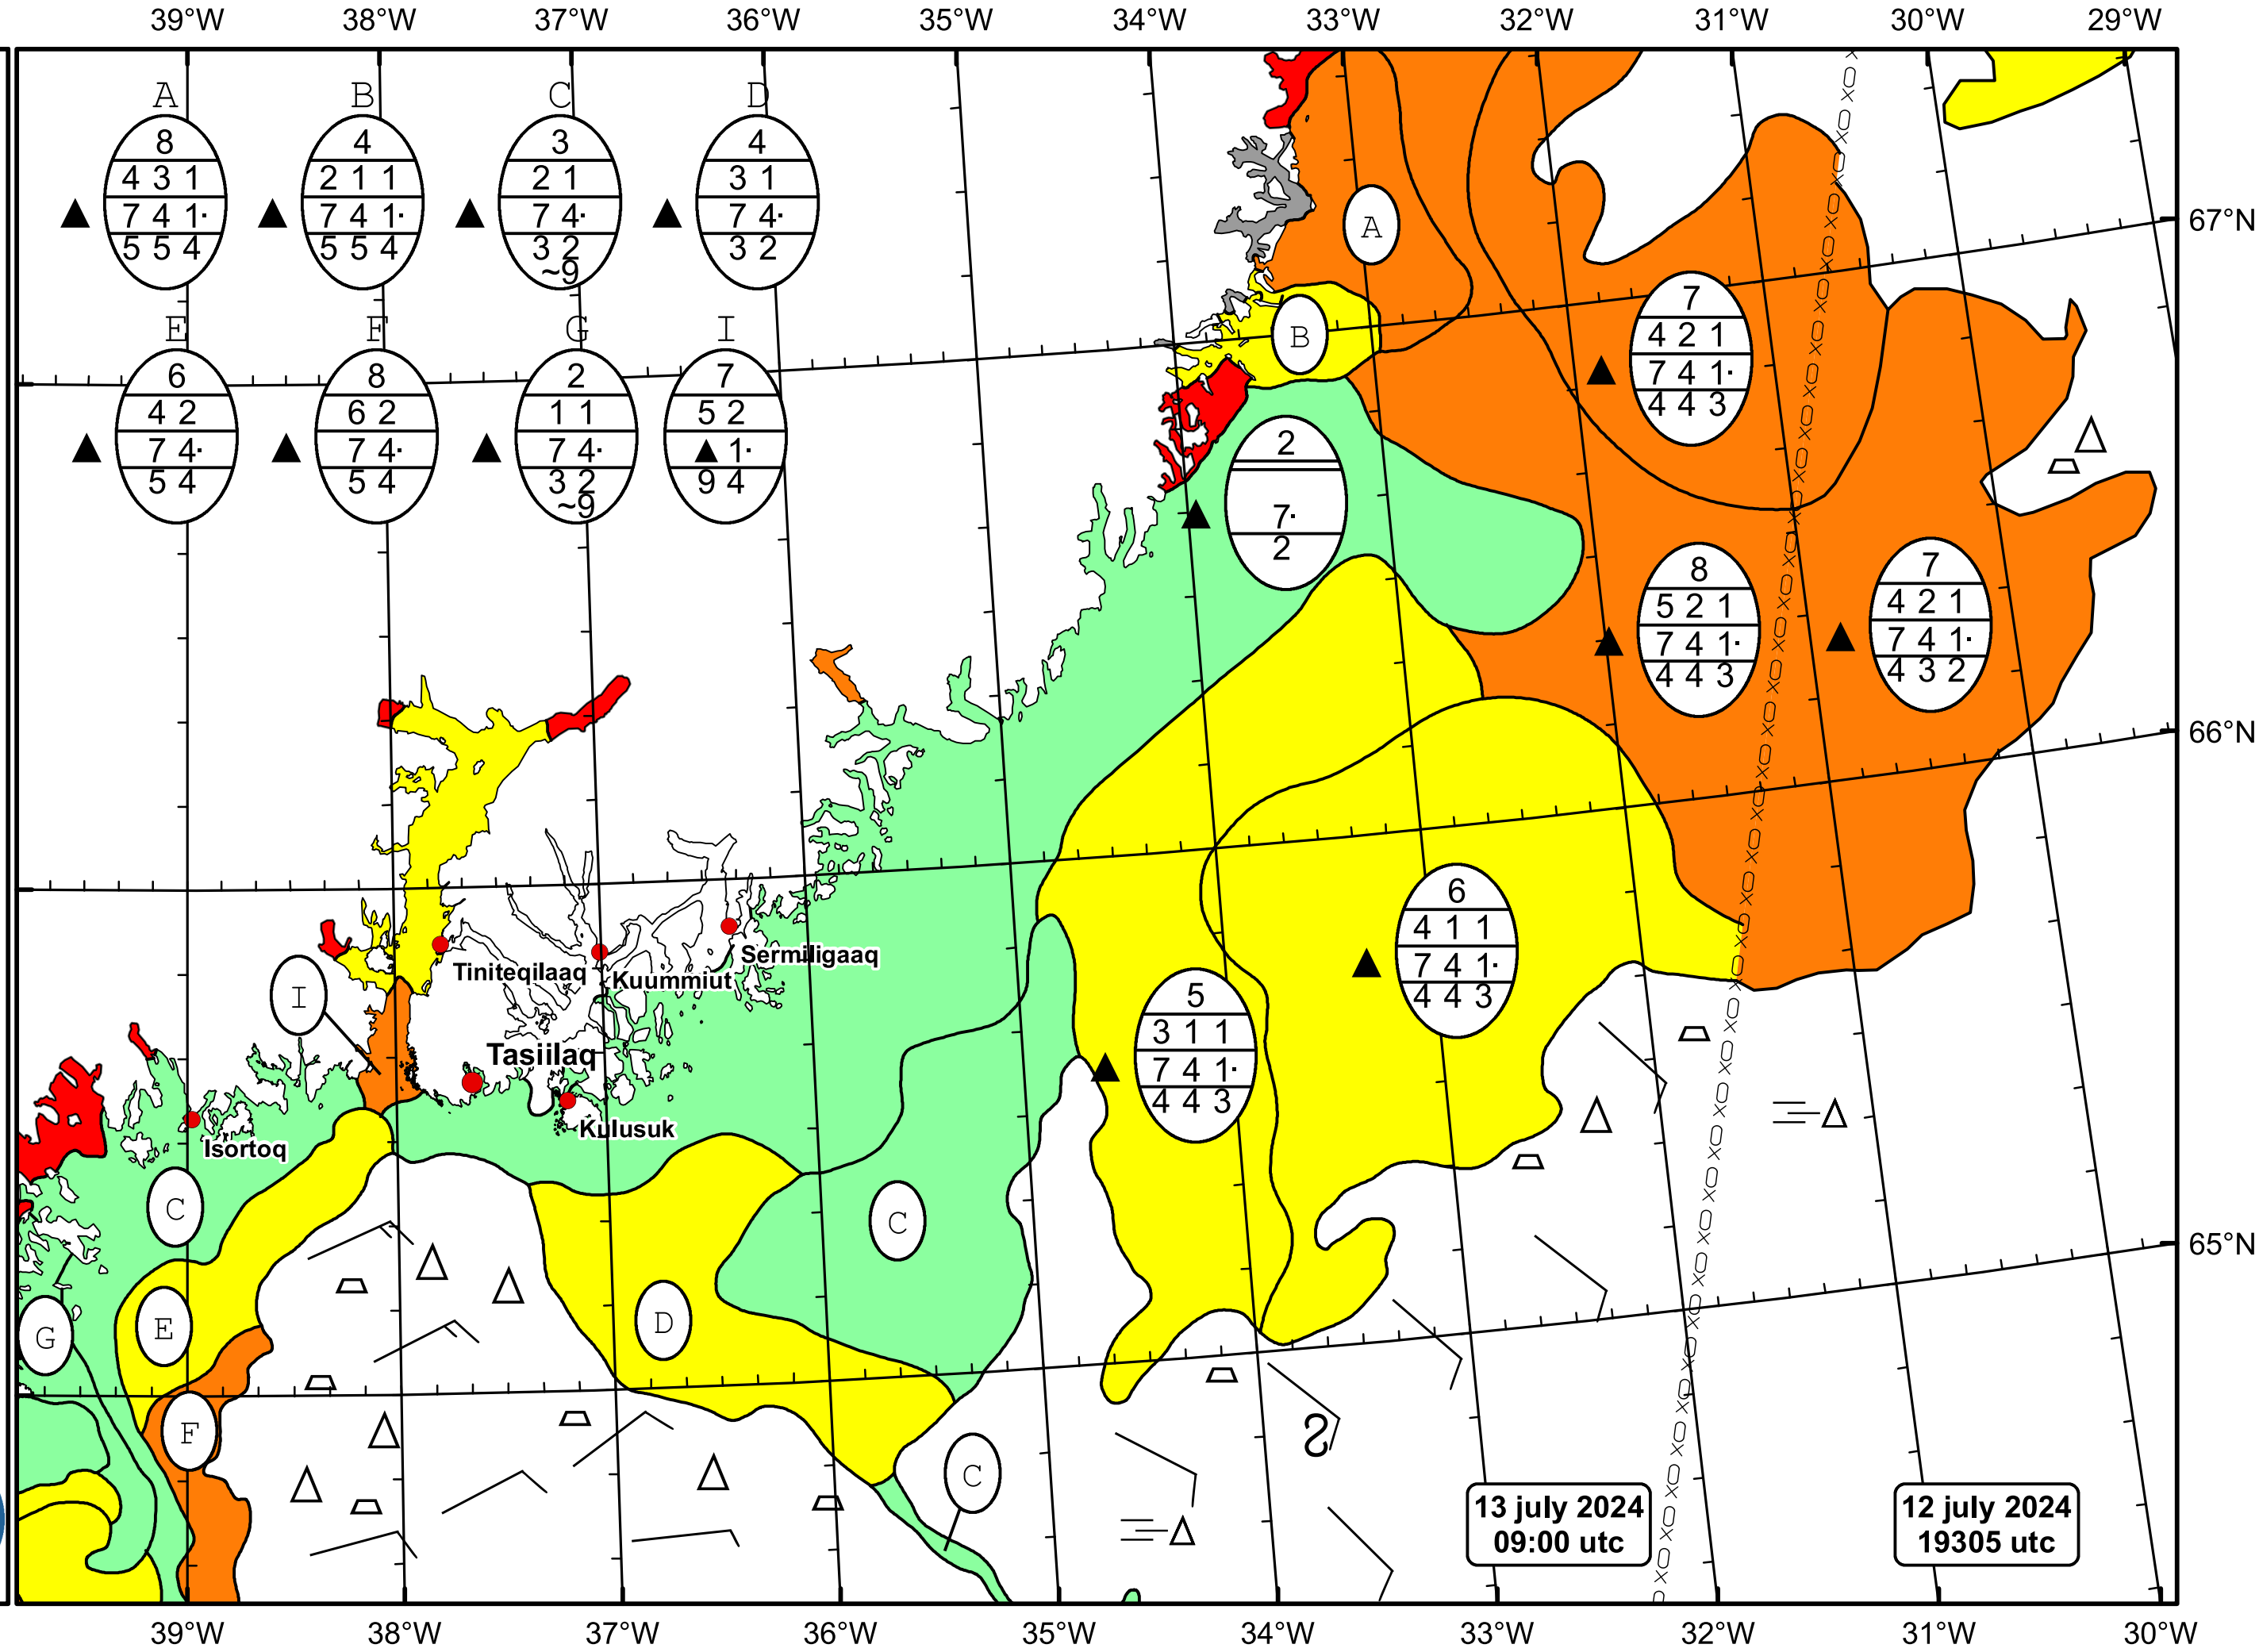 39°W 38°W 37°W 36°W 35°W 34°W 33°W 32°W 31°W 30°W 29°W
A B C D
8 4 3 4
4 3 1 2 1 1 2 1 3 1
7 4 1· 7 4 1· 7 4· 7 4·
5 5 4 5 5 4 3 2 3 2
~9
E F G I
6 8 2 7
4 2 6 2 1 1 5 2
7 4· 7 4· 7 4· ▲ 1·
5 4 5 4 3 2 9 4
~9
A
67°N
B
7
4 2 1
7 4 1·
4 4 3
2
7·
2
8
5 2 1
7 4 1·
4 4 3
7
4 2 1
7 4 1·
4 3 2
66°N
6
4 1 1
7 4 1·
4 4 3
5
3 1 1
7 4 1·
4 4 3
Sermiligaaq
Tiniteqilaaq
Kuummiut
I
Tasiilaq
Kulusuk
Isortoq
C
C
65°N
G
E
D
F
C
13 july 2024
09:00 utc
12 july 2024
19305 utc
39°W 38°W 37°W 36°W 35°W 34°W 33°W 32°W 31°W 30°W